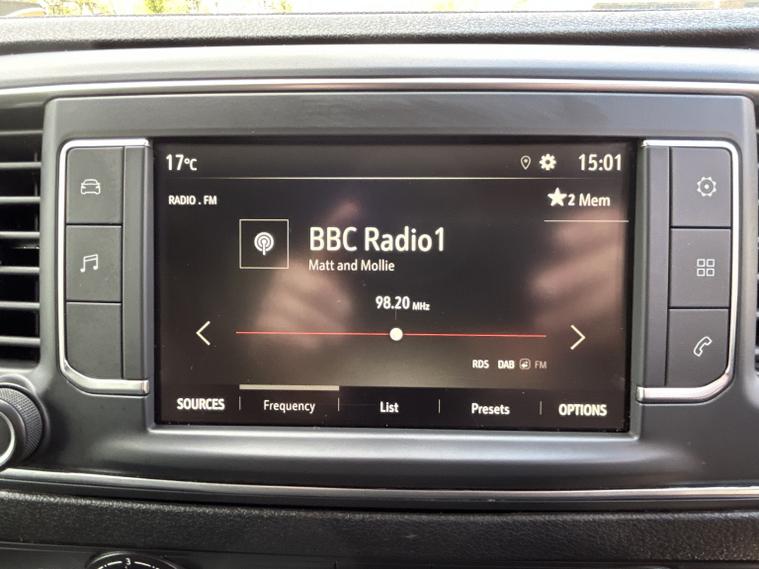 17°C 15:01
RADIO . FM ★2 Mem
BBC Radio1
Matt and Mollie
98.20 MHz
RDS DAB FM
SOURCES Frequency List Presets OPTIONS
3